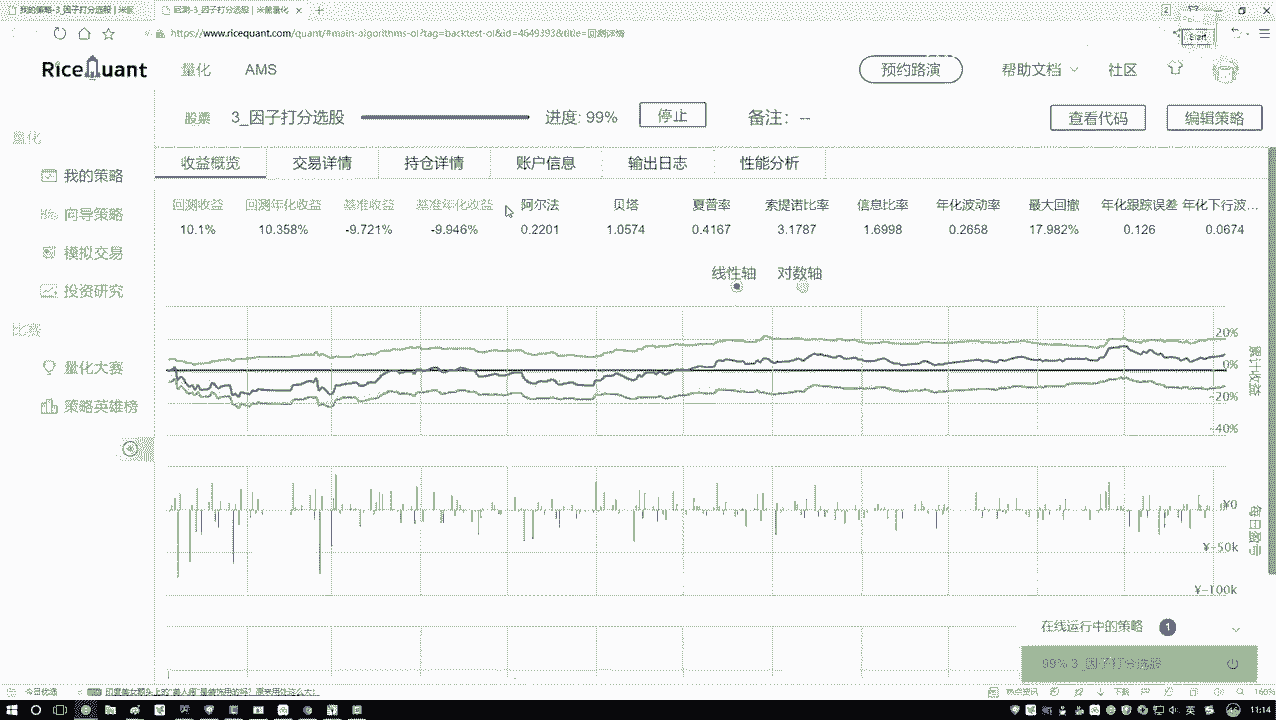 我的策略-3_因子打分选股 | 米筐
回测-3_因子打分选股 | 米筐量化
https://www.ricequant.com/quant/#main-algorithms-ol?tag=backtest-ol&id=4649393&title=回测详情
RiceQuant 量化 AMS 预约路演 帮助文档 社区
股票 3_因子打分选股 进度: 99% 停止 备注: -- 查看代码 编辑策略
量化
我的策略
向导策略
模拟交易
投资研究
比赛
量化大赛
策略英雄榜
收益概览 交易详情 持仓详情 账户信息 输出日志 性能分析
回测收益 回测年化收益 基准收益 基准年化收益 阿尔法 贝塔 夏普率 索提诺比率 信息比率 年化波动率 最大回撤 年化跟踪误差 年化下行波...
10.1% 10.358% -9.721% -9.946% 0.2201 1.0574 0.4167 3.1787 1.6998 0.2658 17.982% 0.126 0.0674
线性轴 对数轴
20%
0%
-20%
-40%
累计收益
¥0
¥-50k
¥-100k
每日盈亏
在线运行中的策略 1
99% 3_因子打分选股
今日优选
热点资讯 下载 160%
英 11:14